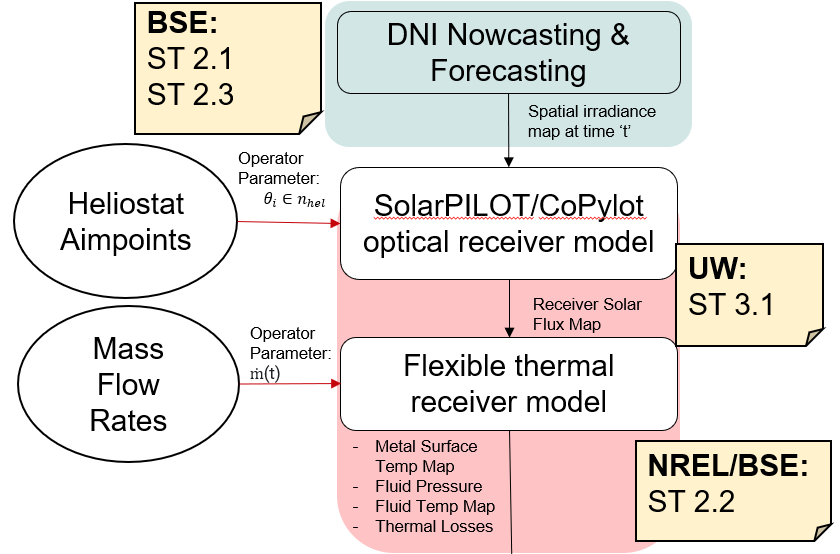 BSE:
ST 2.1
ST 2.3
DNI Nowcasting &
Forecasting
Spatial irradiance
map at time ‘t’
Heliostat
Aimpoints
Operator
Parameter:
θᵢ ∈ n_hel
SolarPILOT/CoPylot
optical receiver model
UW:
ST 3.1
Receiver Solar
Flux Map
Mass
Flow
Rates
Operator
Parameter:
ṁ(t)
Flexible thermal
receiver model
- Metal Surface
Temp Map
- Fluid Pressure
- Fluid Temp Map
- Thermal Losses
NREL/BSE:
ST 2.2